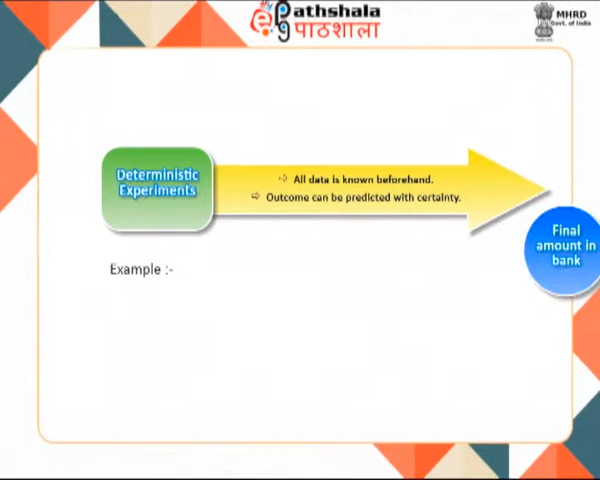 ePathshala
पाठशाला
MHRD
Govt. of India
Deterministic
Experiments
⇨ All data is known beforehand.
⇨ Outcome can be predicted with certainty.
Final
amount in
bank
Example :-